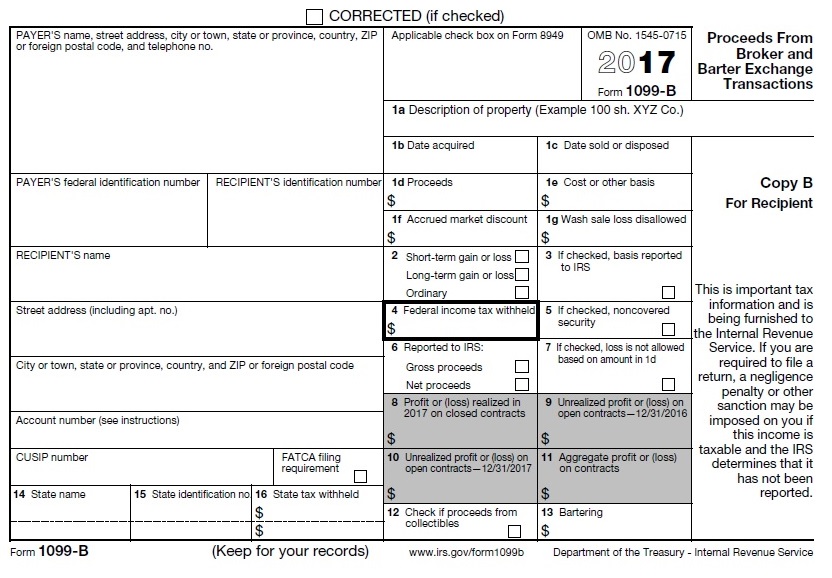 CORRECTED (if checked)
PAYER'S name, street address, city or town, state or province, country, ZIP
or foreign postal code, and telephone no.
Applicable check box on Form 8949
OMB No. 1545-0715
2017
Form 1099-B
Proceeds From
Broker and
Barter Exchange
Transactions
1a Description of property (Example 100 sh. XYZ Co.)
1b Date acquired
1c Date sold or disposed
PAYER'S federal identification number
RECIPIENT'S identification number
1d Proceeds
$
1e Cost or other basis
$
Copy B
For Recipient
1f Accrued market discount
$
1g Wash sale loss disallowed
$
RECIPIENT'S name
2 Short-term gain or loss
Long-term gain or loss
Ordinary
3 If checked, basis reported
to IRS
Street address (including apt. no.)
4 Federal income tax withheld
$
5 If checked, noncovered
security
This is important tax
information and is
being furnished to
the Internal Revenue
Service. If you are
required to file a
return, a negligence
penalty or other
sanction may be
imposed on you if
this income is
taxable and the IRS
determines that it
has not been
reported.
City or town, state or province, country, and ZIP or foreign postal code
6 Reported to IRS:
Gross proceeds
Net proceeds
7 If checked, loss is not allowed
based on amount in 1d
Account number (see instructions)
8 Profit or (loss) realized in
2017 on closed contracts
$
9 Unrealized profit or (loss) on
open contracts—12/31/2016
$
CUSIP number
FATCA filing
requirement
10 Unrealized profit or (loss) on
open contracts—12/31/2017
$
11 Aggregate profit or (loss)
on contracts
$
14 State name
15 State identification no.
16 State tax withheld
$
$
12 Check if proceeds from
collectibles
13 Bartering
$
Form 1099-B
(Keep for your records)
www.irs.gov/form1099b
Department of the Treasury - Internal Revenue Service